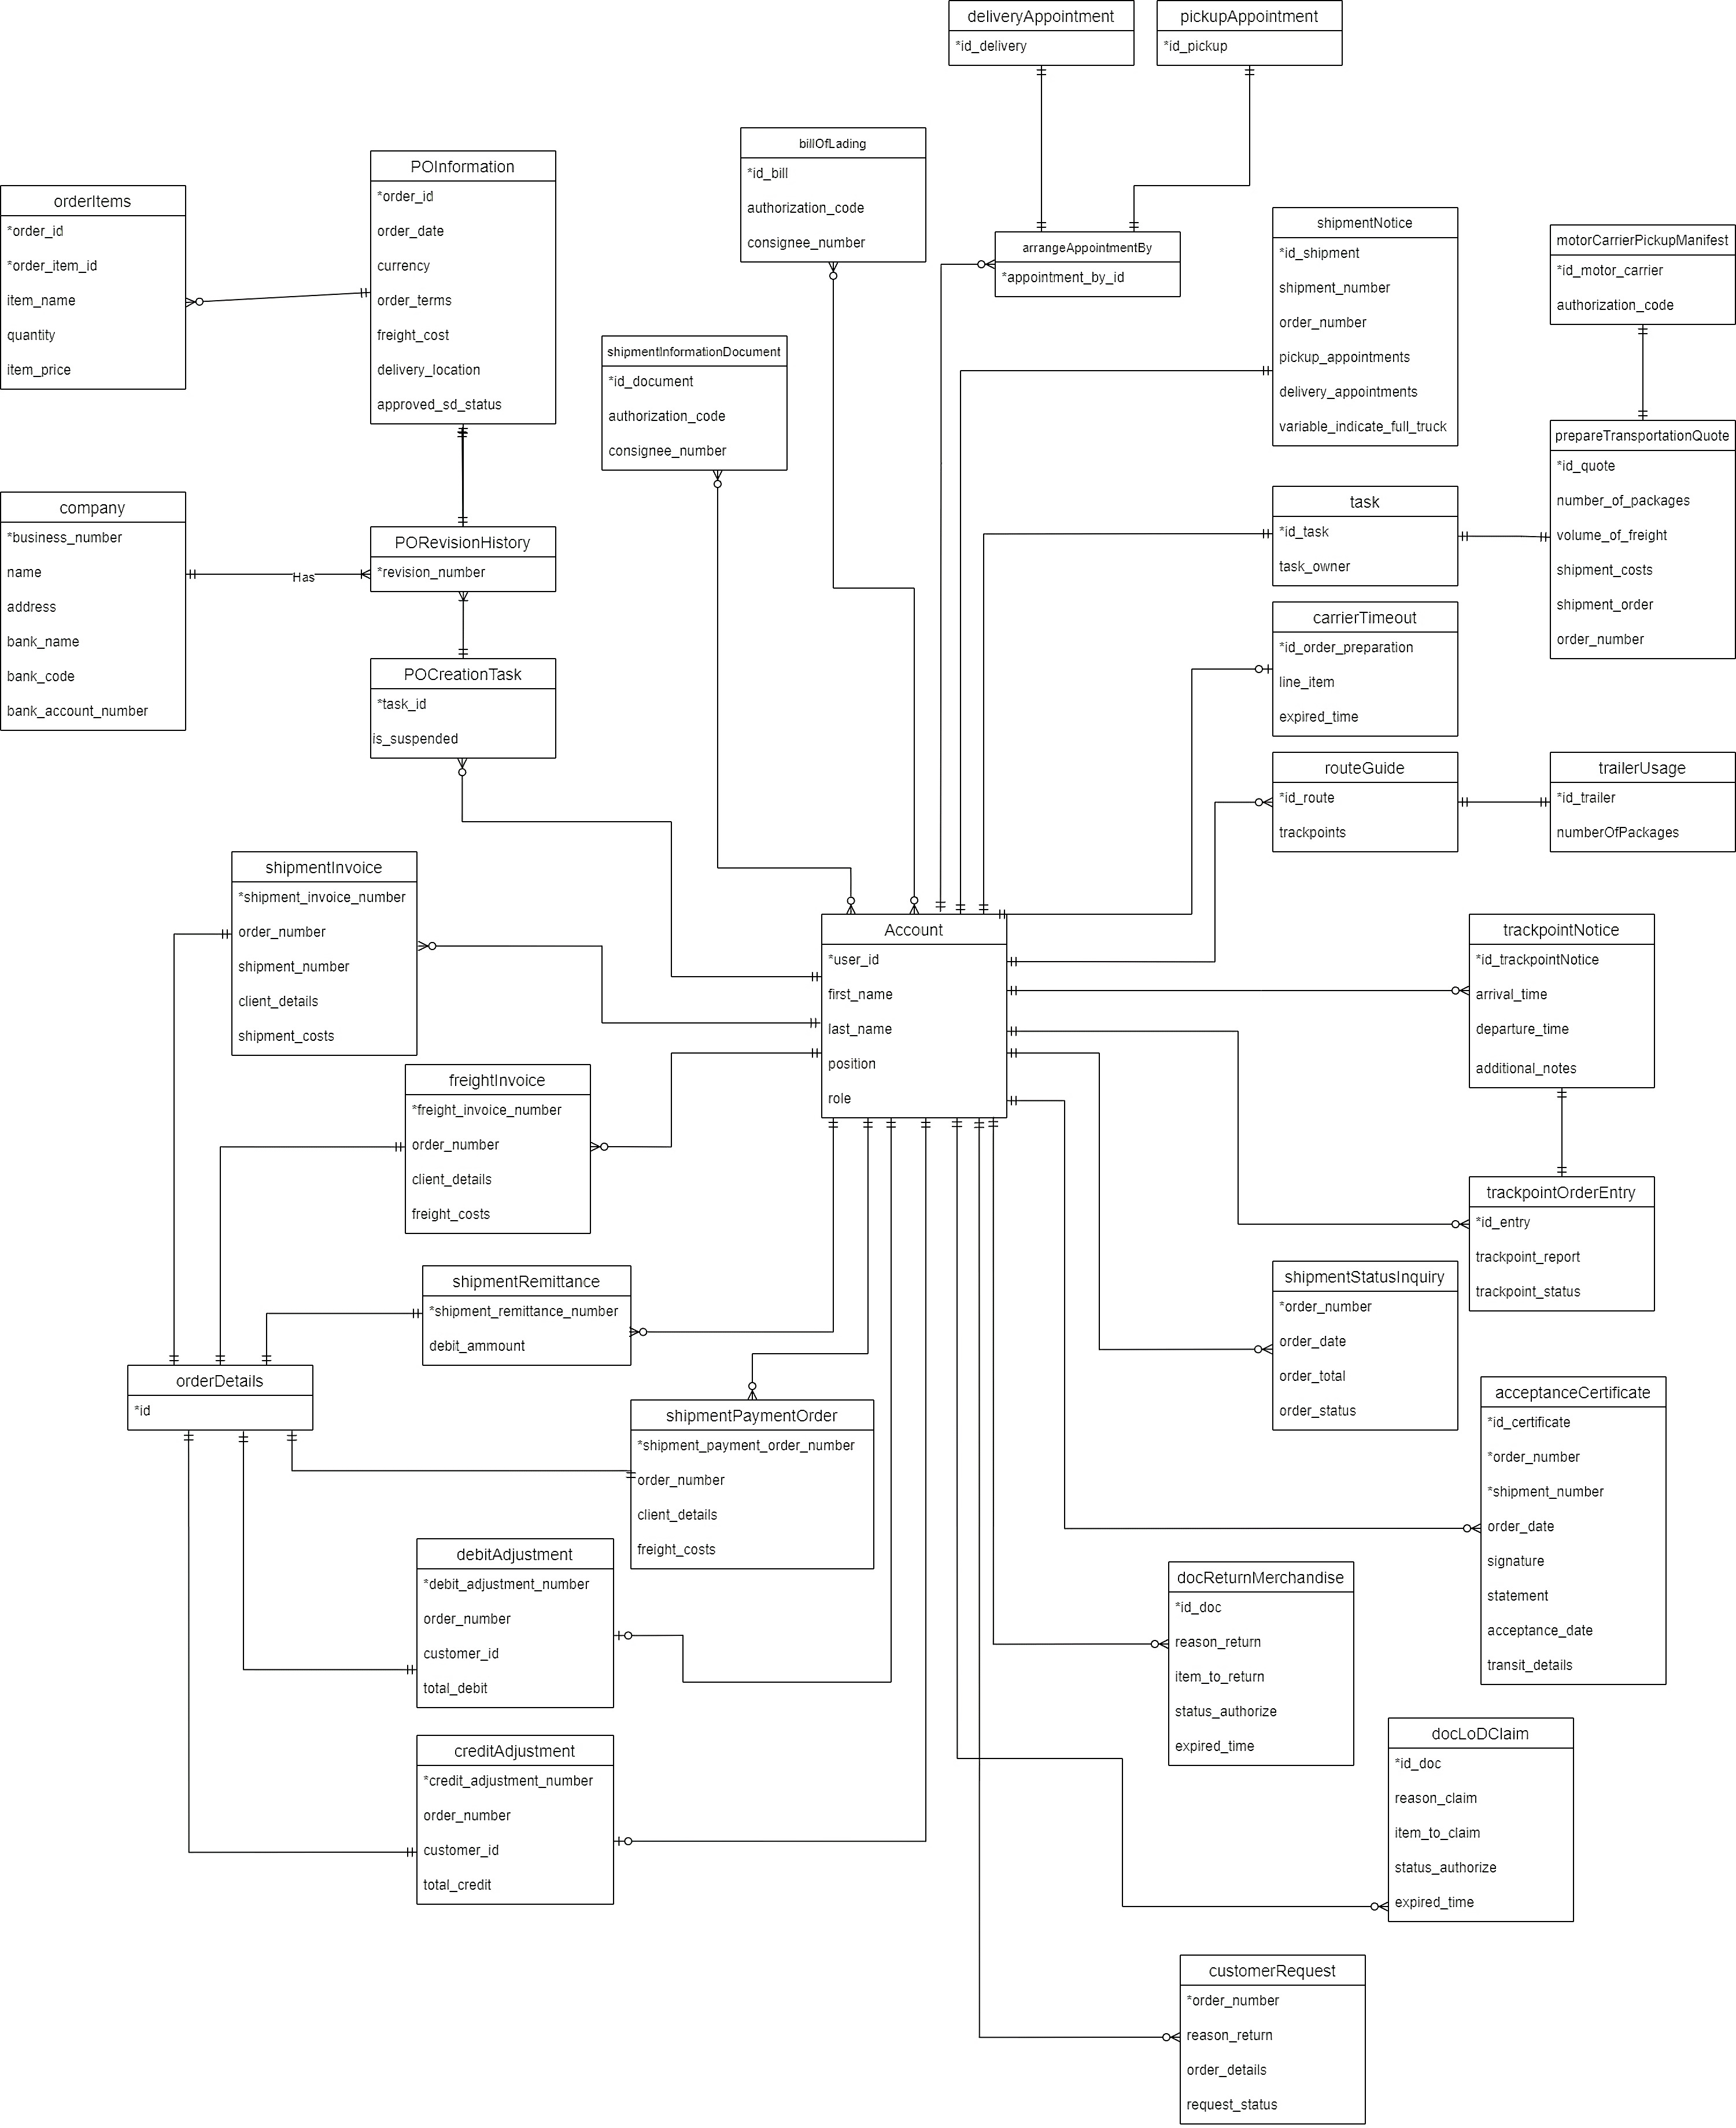 deliveryAppointment
*id_delivery
pickupAppointment
*id_pickup
billOfLading
*id_bill
authorization_code
consignee_number
POInformation
*order_id
order_date
currency
order_terms
freight_cost
delivery_location
approved_sd_status
orderItems
*order_id
*order_item_id
item_name
quantity
item_price
arrangeAppointmentBy
*appointment_by_id
shipmentNotice
*id_shipment
shipment_number
order_number
pickup_appointments
delivery_appointments
variable_indicate_full_truck
motorCarrierPickupManifest
*id_motor_carrier
authorization_code
shipmentInformationDocument
*id_document
authorization_code
consignee_number
prepareTransportationQuote
*id_quote
number_of_packages
volume_of_freight
shipment_costs
shipment_order
order_number
task
*id_task
task_owner
company
*business_number
name
address
bank_name
bank_code
bank_account_number
Has
PORevisionHistory
*revision_number
POCreationTask
*task_id
is_suspended
carrierTimeout
*id_order_preparation
line_item
expired_time
routeGuide
*id_route
trackpoints
trailerUsage
*id_trailer
numberOfPackages
shipmentInvoice
*shipment_invoice_number
order_number
shipment_number
client_details
shipment_costs
Account
*user_id
first_name
last_name
position
role
trackpointNotice
*id_trackpointNotice
arrival_time
departure_time
additional_notes
freightInvoice
*freight_invoice_number
order_number
client_details
freight_costs
trackpointOrderEntry
*id_entry
trackpoint_report
trackpoint_status
shipmentRemittance
*shipment_remittance_number
debit_ammount
shipmentStatusInquiry
*order_number
order_date
order_total
order_status
orderDetails
*id
shipmentPaymentOrder
*shipment_payment_order_number
order_number
client_details
freight_costs
acceptanceCertificate
*id_certificate
*order_number
*shipment_number
order_date
signature
statement
acceptance_date
transit_details
debitAdjustment
*debit_adjustment_number
order_number
customer_id
total_debit
docReturnMerchandise
*id_doc
reason_return
item_to_return
status_authorize
expired_time
creditAdjustment
*credit_adjustment_number
order_number
customer_id
total_credit
docLoDClaim
*id_doc
reason_claim
item_to_claim
status_authorize
expired_time
customerRequest
*order_number
reason_return
order_details
request_status